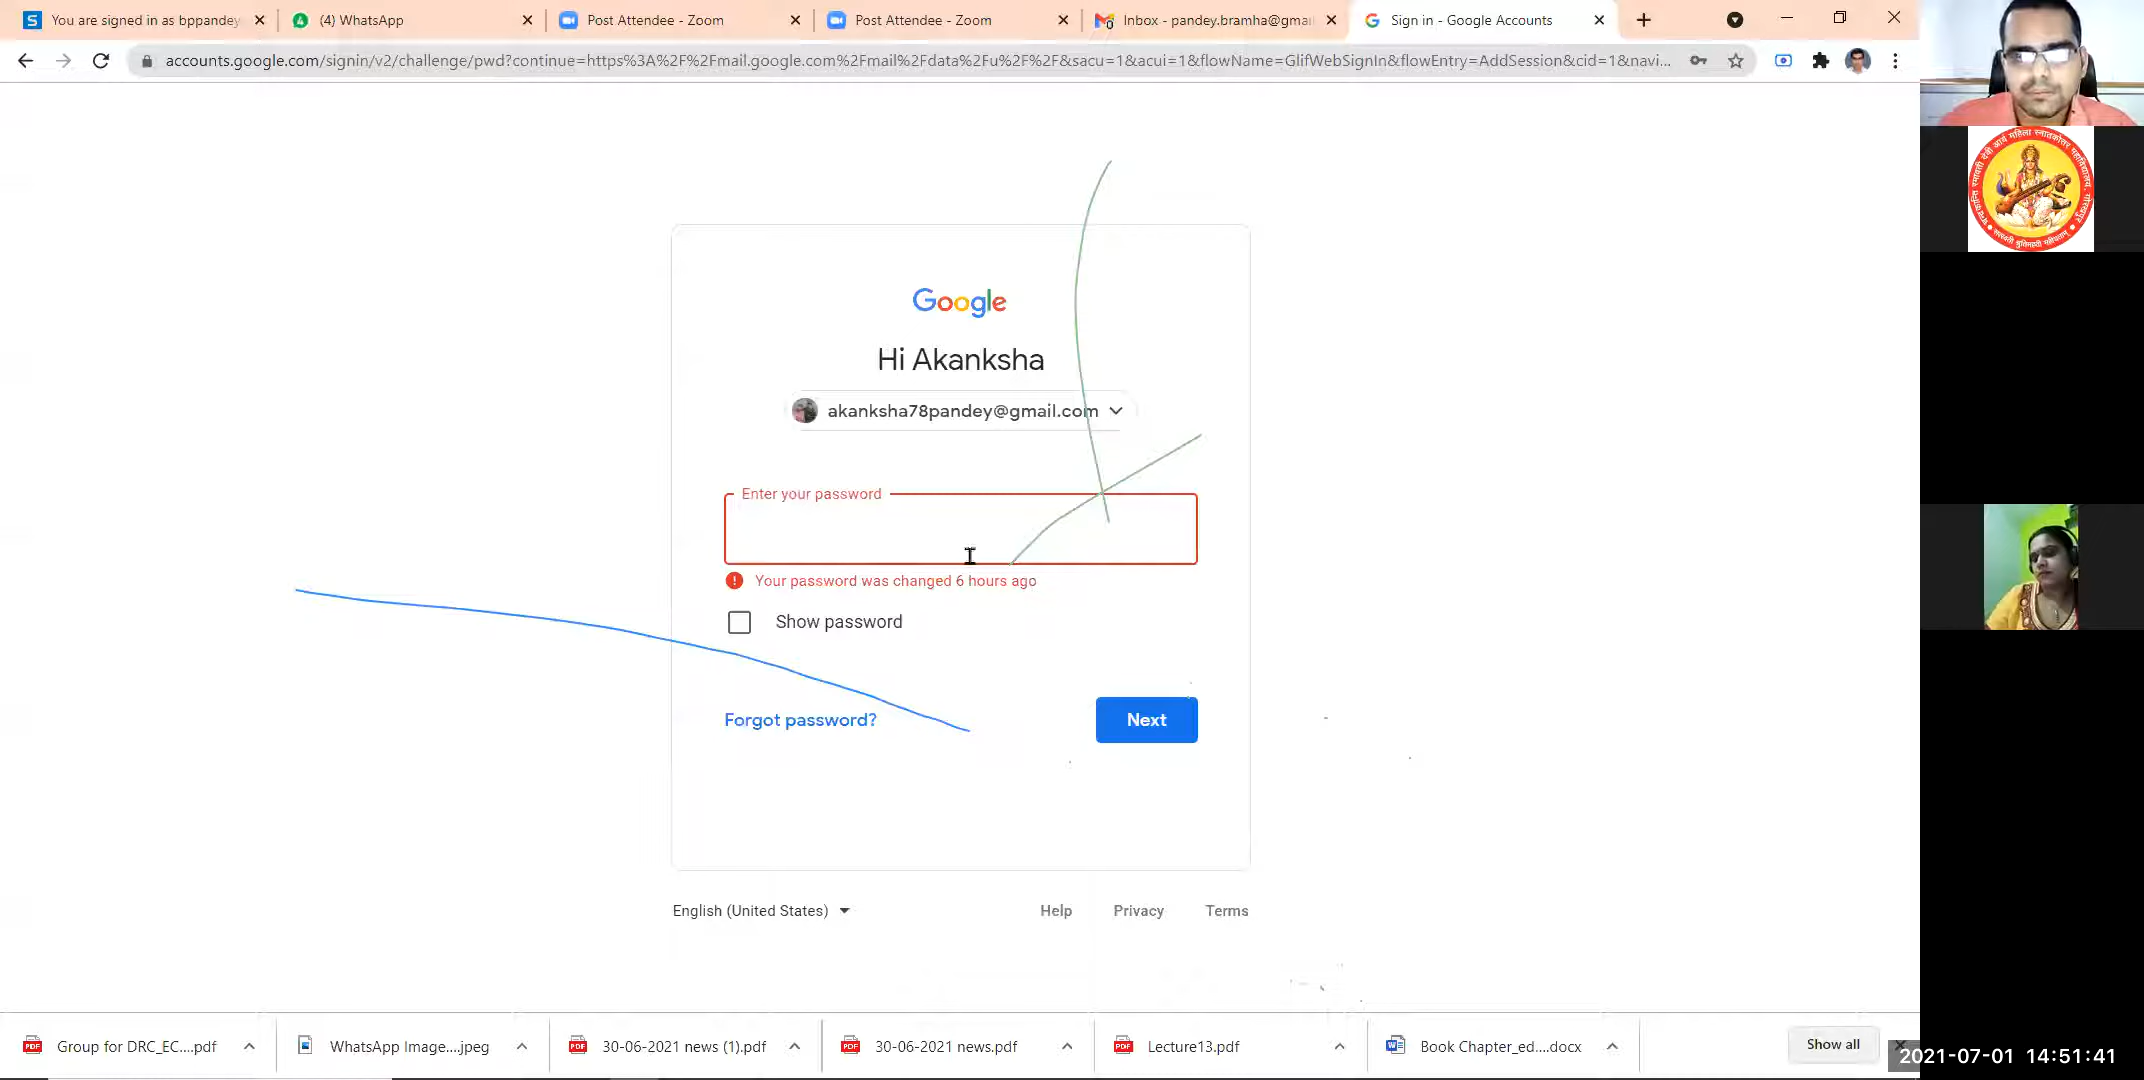 You are signed in as bppandey
(4) WhatsApp
Post Attendee - Zoom
Post Attendee - Zoom
Inbox - pandey.bramha@gmai
Sign in - Google Accounts
accounts.google.com/signin/v2/challenge/pwd?continue=https%3A%2F%2Fmail.google.com%2Fmail%2Fdata%2Fu%2F%2F&sacu=1&acui=1&flowName=GlifWebSignIn&flowEntry=AddSession&cid=1&navi...
Google
Hi Akanksha
akanksha78pandey@gmail.com
Enter your password
Your password was changed 6 hours ago
Show password
Forgot password?
Next
English (United States)
Help
Privacy
Terms
Group for DRC_EC....pdf
WhatsApp Image....jpeg
30-06-2021 news (1).pdf
30-06-2021 news.pdf
Lecture13.pdf
Book Chapter_ed....docx
Show all
2021-07-01 14:51:41